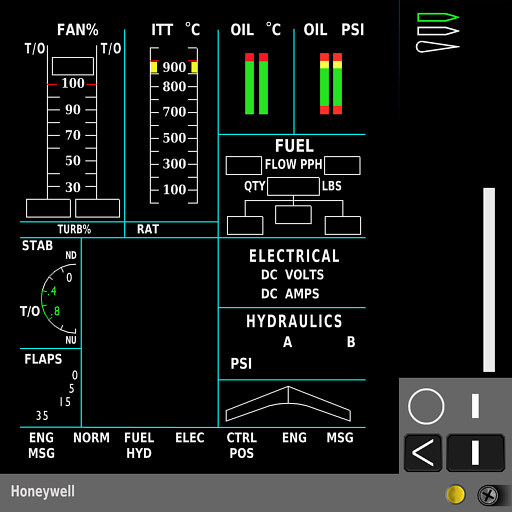 FAN%
T/O T/O
100
90
70
50
30
TURB%
ITT °C
900
800
700
500
300
100
RAT
OIL °C
OIL PSI
FUEL
FLOW PPH
QTY LBS
STAB
ND
0
.4
T/O .8
NU
FLAPS
0
5
15
35
ELECTRICAL
DC VOLTS
DC AMPS
HYDRAULICS
A B
PSI
ENG NORM FUEL ELEC CTRL ENG MSG
MSG HYD POS
Honeywell